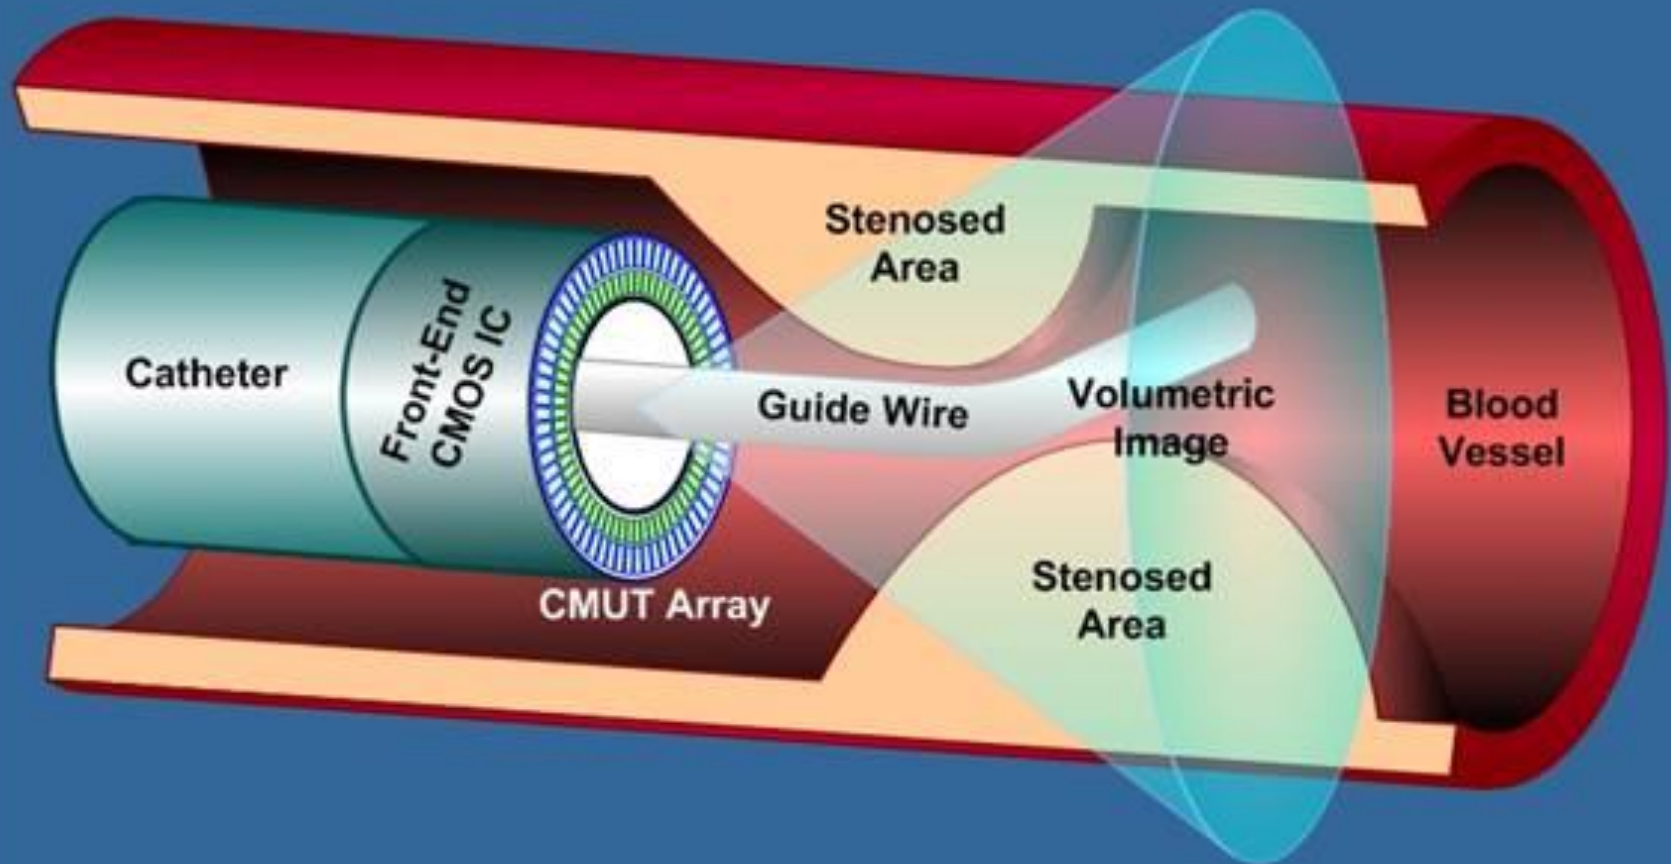 Stenosed
Area
Catheter
Front-End
CMOS IC
Guide Wire
Volumetric
Image
Blood
Vessel
Stenosed
Area
CMUT Array